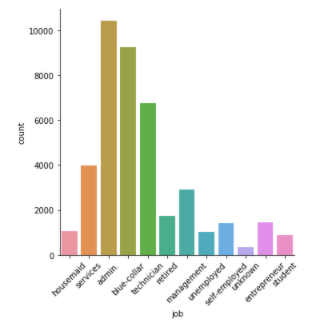 10000
8000
6000
4000
2000
0
count
housemaid
services
admin.
blue-collar
technician
retired
management
unemployed
self-employed
unknown
entrepreneur
student
job